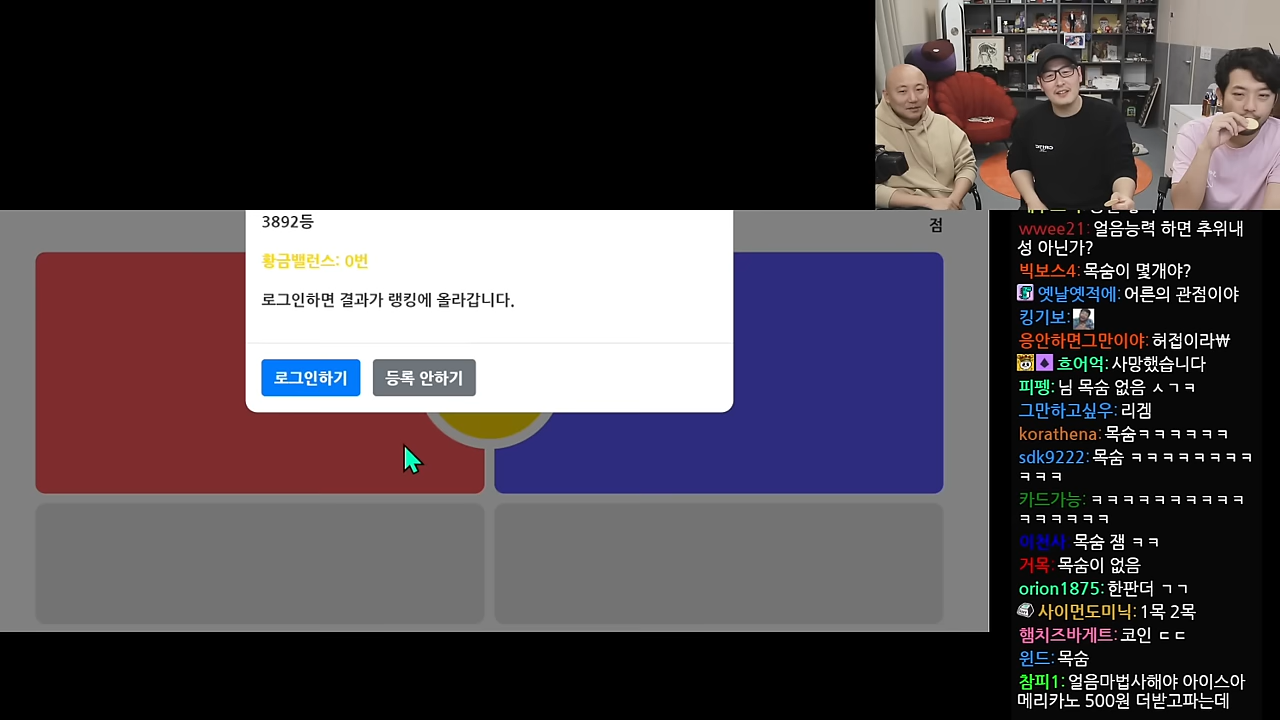 3892등
점
황금밸런스: 0번
로그인하면 결과가 랭킹에 올라갑니다.
로그인하기
등록 안하기
wwee21: 얼음능력 하면 추위내
성 아닌가?
빅보스4: 목숨이 몇개야?
옛날옛적에: 어른의 관점이야
킹기보:
응안하면그만이야: 허접이라₩
흐어억: 사망했습니다
피펭: 님 목숨 없음 ㅅㄱㅋ
그만하고싶우: 리겜
korathena: 목숨ㅋㅋㅋㅋㅋㅋ
sdk9222: 목숨 ㅋㅋㅋㅋㅋㅋㅋㅋ
ㅋㅋㅋ
카드가능: ㅋㅋㅋㅋㅋㅋㅋㅋㅋㅋ
ㅋㅋㅋㅋㅋㅋ
이천사: 목숨 잼 ㅋㅋ
거목: 목숨이 없음
orion1875: 한판더 ㄱㄱ
사이먼도미닉: 1목 2목
햄치즈바게트: 코인 ㄷㄷ
윈드: 목숨
참피1: 얼음마법사해야 아이스아
메리카노 500원 더받고파는데